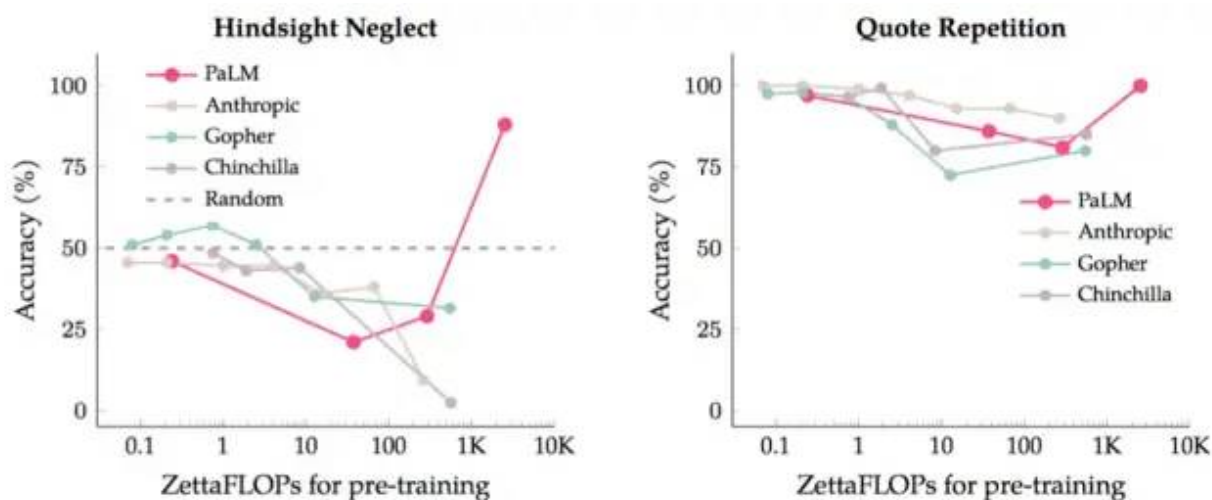 Hindsight Neglect
100
75
50
25
0
Accuracy (%)
PaLM
Anthropic
Gopher
Chinchilla
Random
0.1 1 10 100 1K 10K
ZettaFLOPs for pre-training
Quote Repetition
100
75
50
25
0
Accuracy (%)
PaLM
Anthropic
Gopher
Chinchilla
0.1 1 10 100 1K 10K
ZettaFLOPs for pre-training